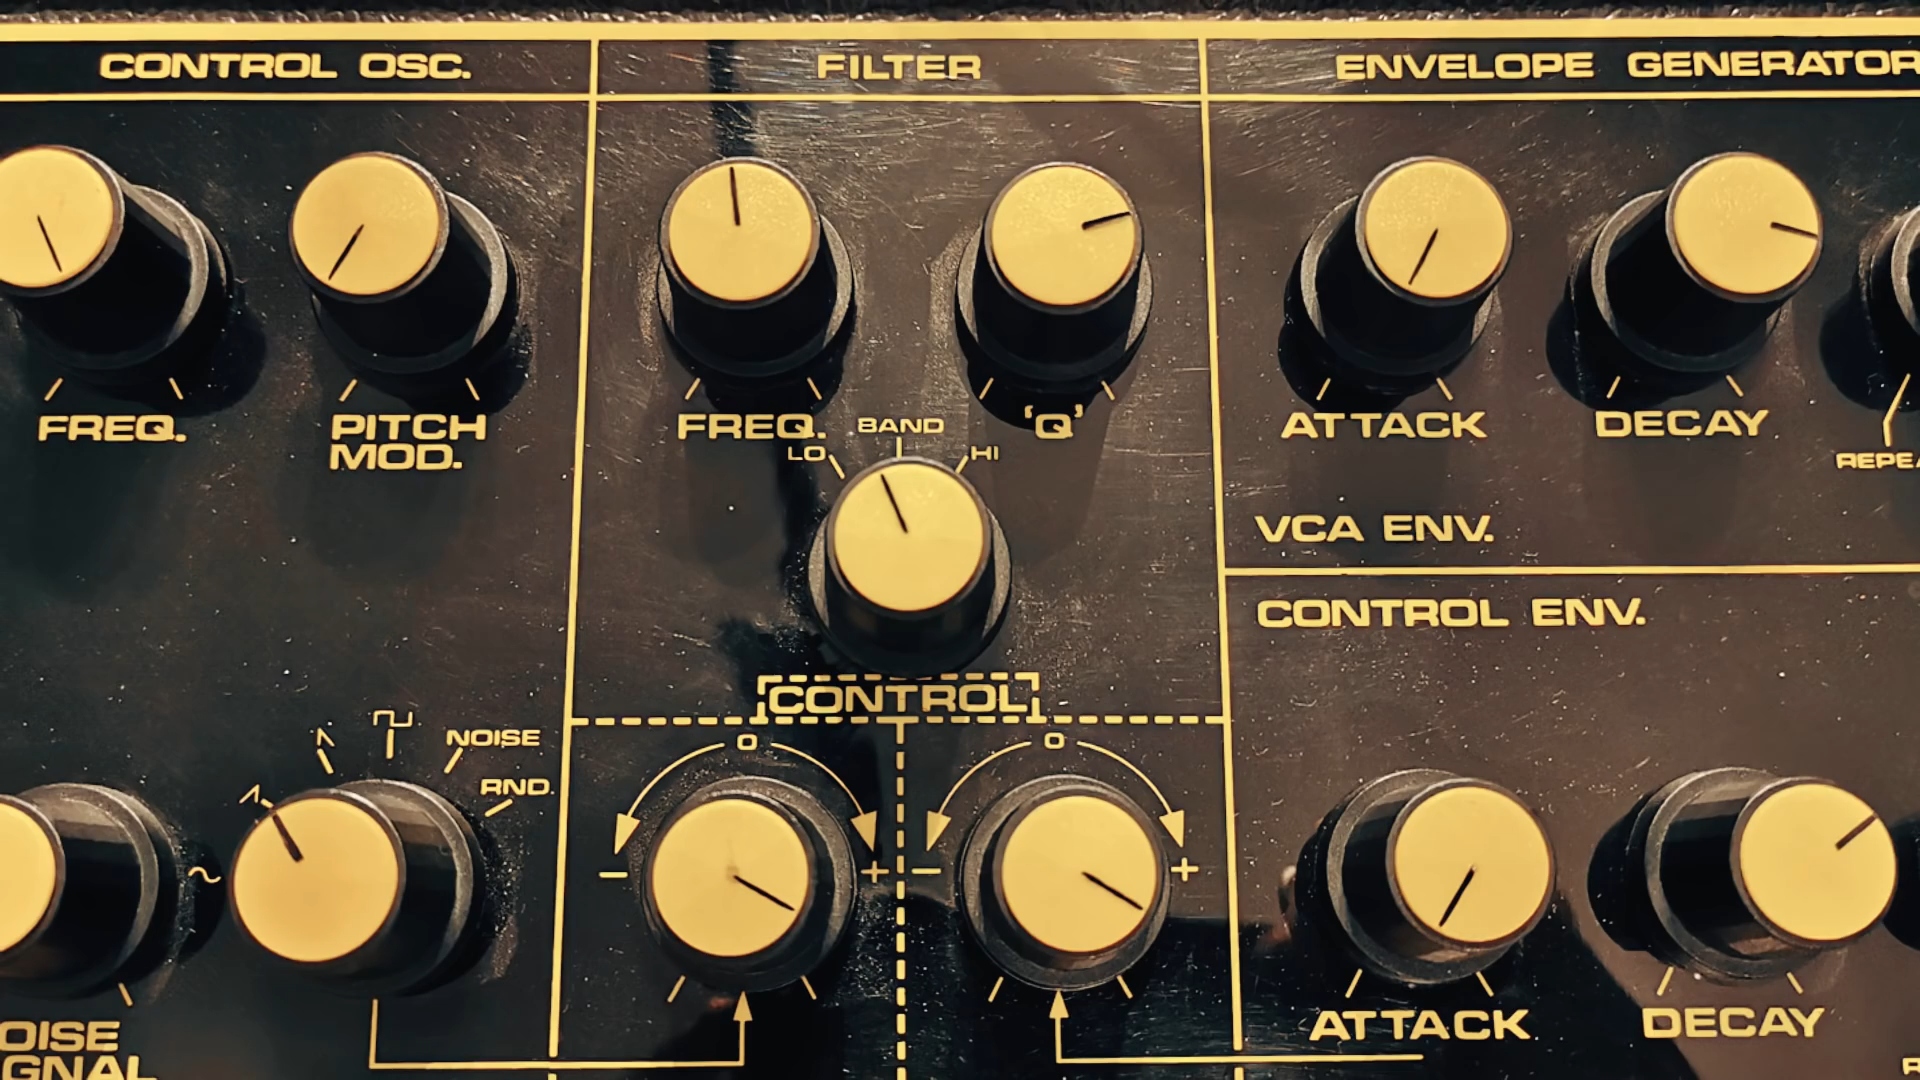 CONTROL OSC.
FILTER
ENVELOPE GENERATOR
FREQ.
PITCH
MOD.
FREQ.
'Q'
BAND
LO
HI
ATTACK
DECAY
VCA ENV.
CONTROL ENV.
CONTROL
NOISE
RND.
0
0
−
+
−
+
ATTACK
DECAY